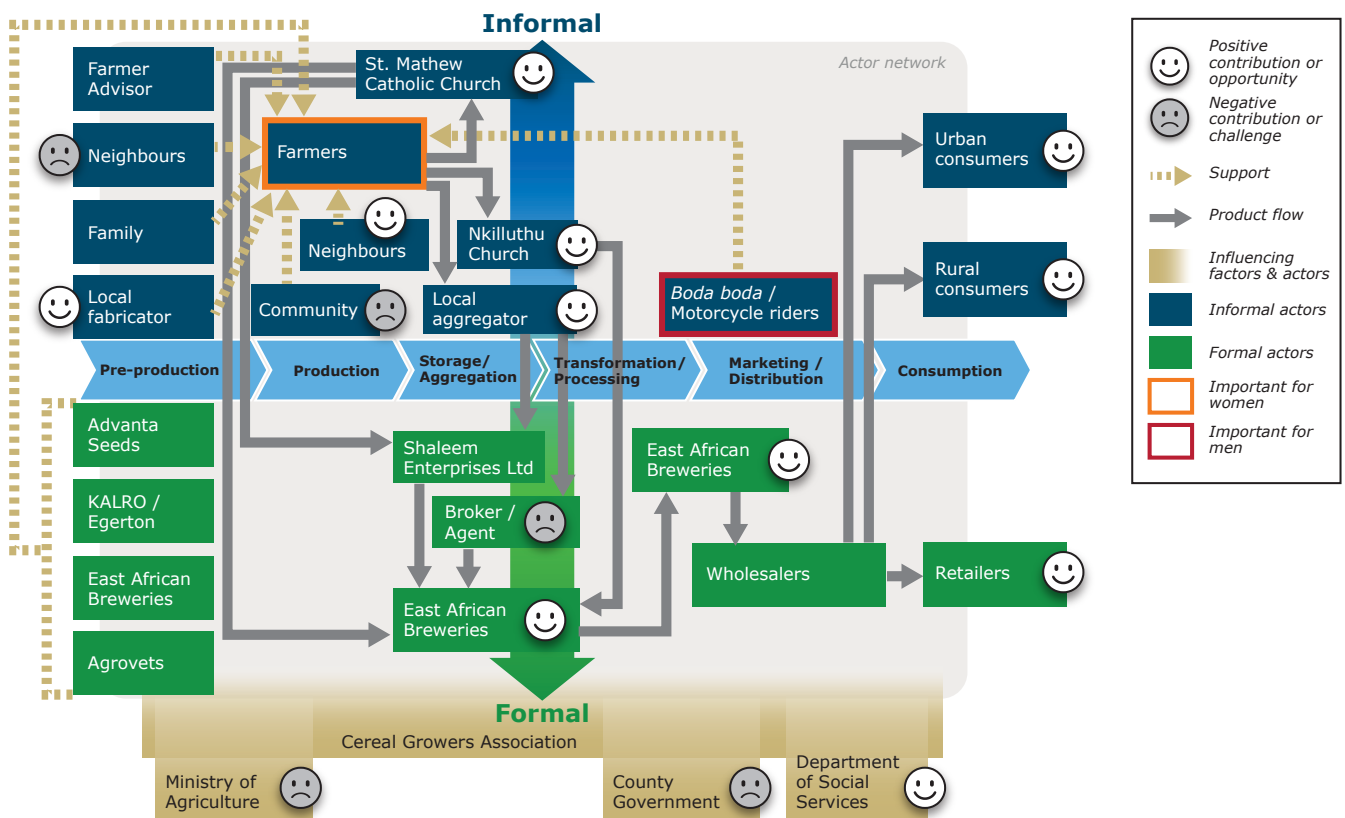 Informal
Actor network
Farmer
Advisor
St. Mathew
Catholic Church
Neighbours
Farmers
Urban
consumers
Family
Neighbours
Nkilluthu
Church
Rural
consumers
Local
fabricator
Community
Local
aggregator
Boda boda /
Motorcycle riders
Pre-production
Production
Storage/
Aggregation
Transformation/
Processing
Marketing /
Distribution
Consumption
Advanta
Seeds
Shaleem
Enterprises Ltd
East African
Breweries
KALRO /
Egerton
Broker /
Agent
East African
Breweries
East African
Breweries
Wholesalers
Retailers
Agrovets
Formal
Cereal Growers Association
Ministry of
Agriculture
County
Government
Department
of Social
Services
Positive
contribution or
opportunity
Negative
contribution or
challenge
Support
Product flow
Influencing
factors & actors
Informal actors
Formal actors
Important for
women
Important for
men